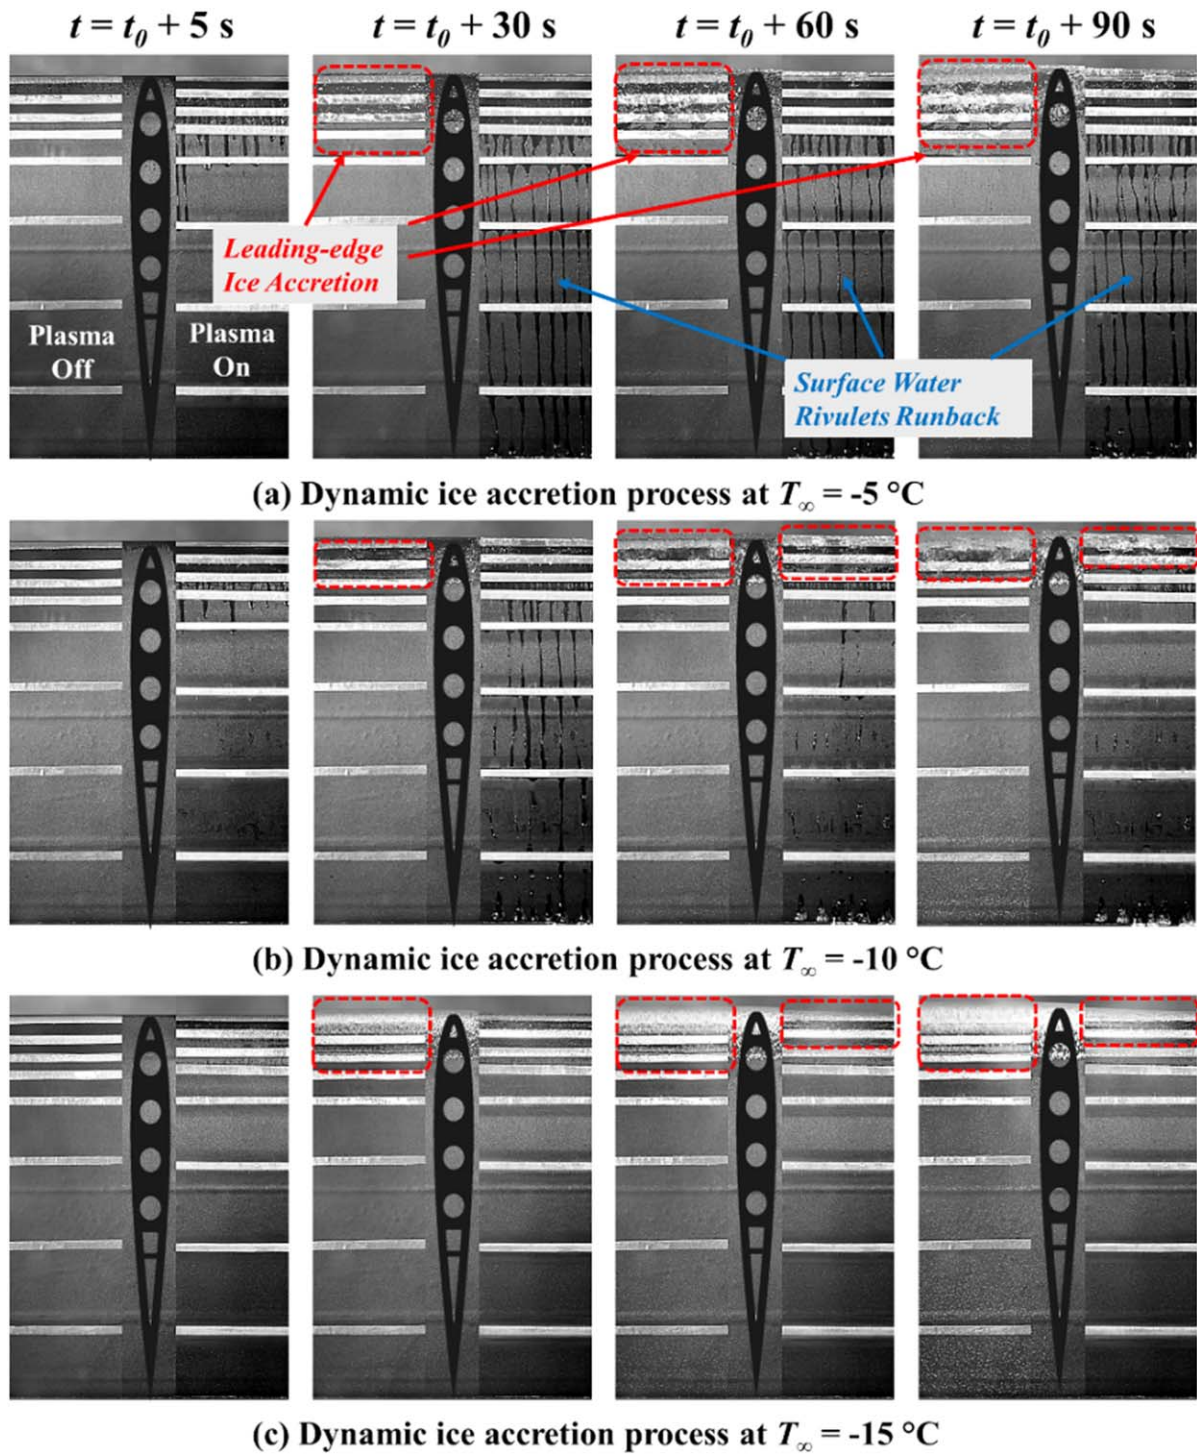 t = t₀ + 5 s
t = t₀ + 30 s
t = t₀ + 60 s
t = t₀ + 90 s
Leading-edge
Ice Accretion
Plasma
Off
Plasma
On
Surface Water
Rivulets Runback
(a) Dynamic ice accretion process at T∞ = -5 °C
(b) Dynamic ice accretion process at T∞ = -10 °C
(c) Dynamic ice accretion process at T∞ = -15 °C